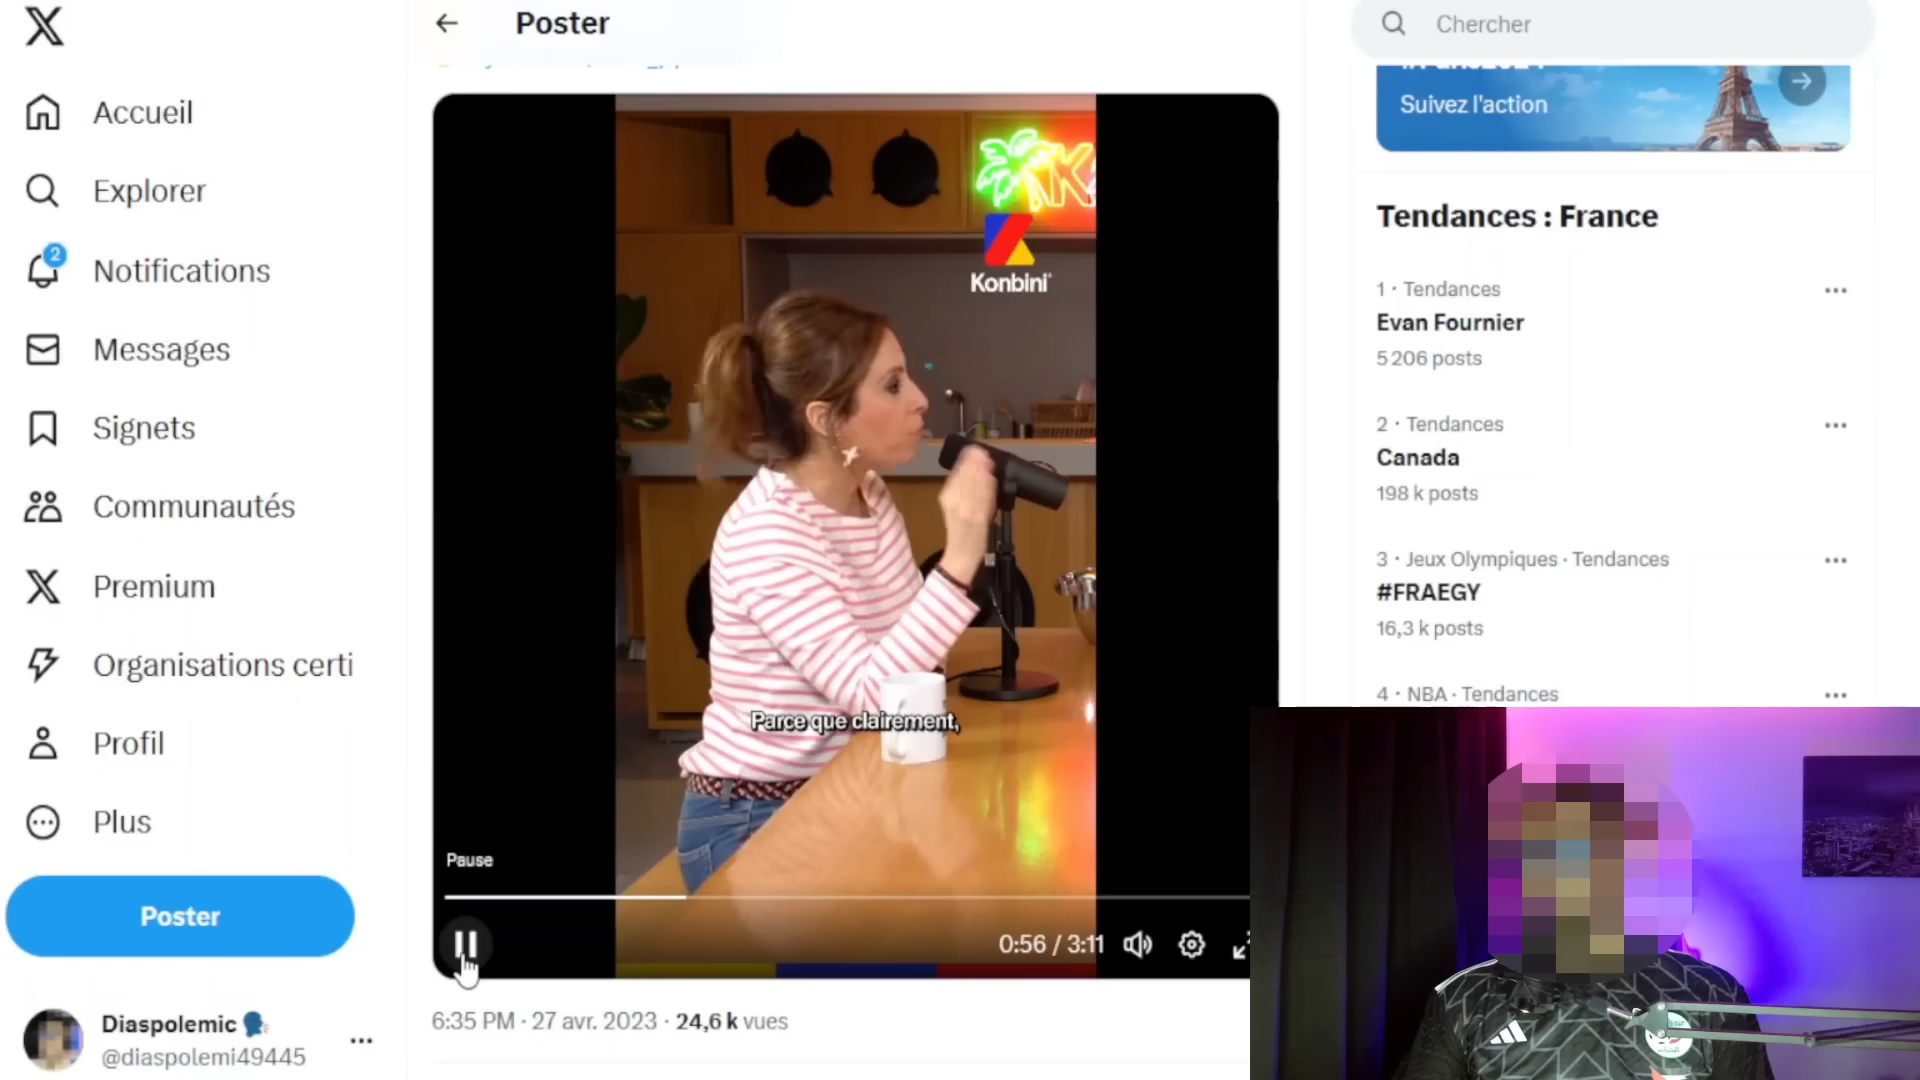 Accueil
Explorer
2
Notifications
Messages
Signets
Communautés
Premium
Organisations certi
Profil
Plus
Poster
Diaspolemic
@diaspolemi49445
Poster
Konbini
Parce que clairement,
Pause
0:56 / 3:11
6:35 PM · 27 avr. 2023 · 24,6 k vues
Chercher
Suivez l'action
Tendances : France
1 · Tendances
Evan Fournier
5 206 posts
2 · Tendances
Canada
198 k posts
3 · Jeux Olympiques · Tendances
#FRAEGY
16,3 k posts
4 · NBA · Tendances